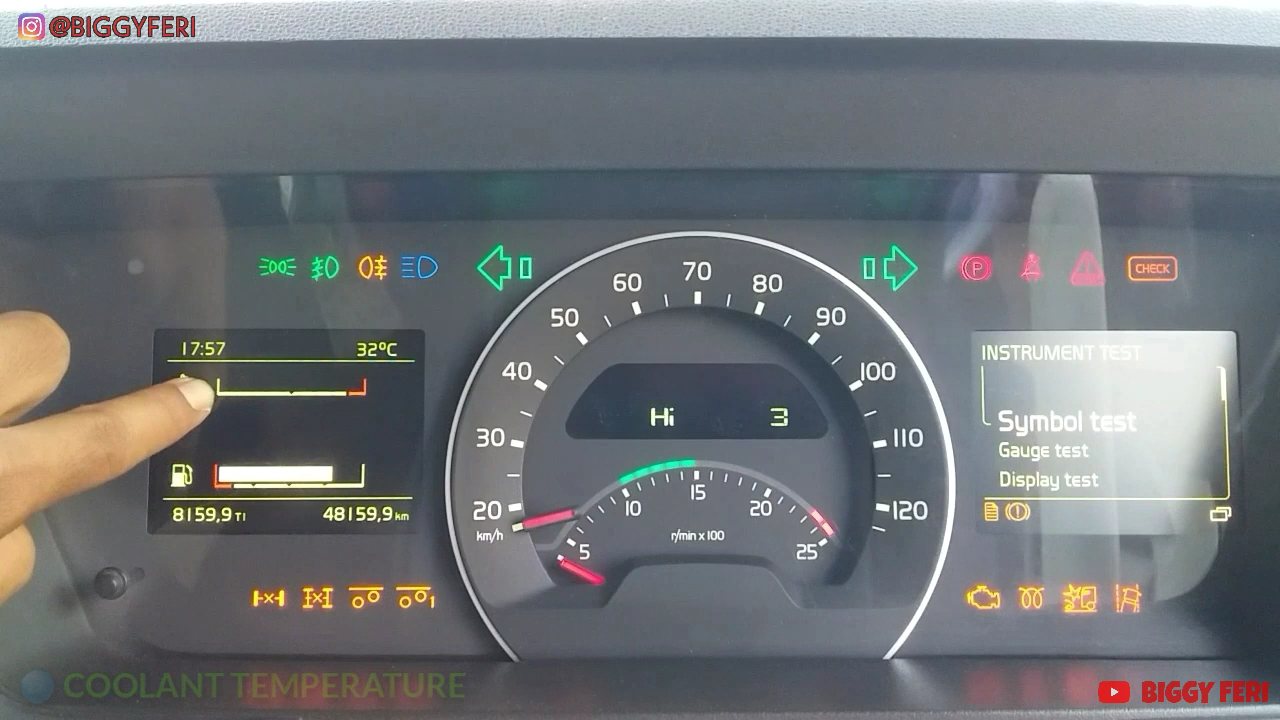 @BIGGYFERI
CHECK
17:57 32°C
8159,9 T1 48159,9 km
20 30 40 50 60 70 80 90 100 110 120
km/h
Hi 3
5 10 15 20 25
r/min x 100
INSTRUMENT TEST
Symbol test
Gauge test
Display test
P
1
COOLANT TEMPERATURE
BIGGY FERI